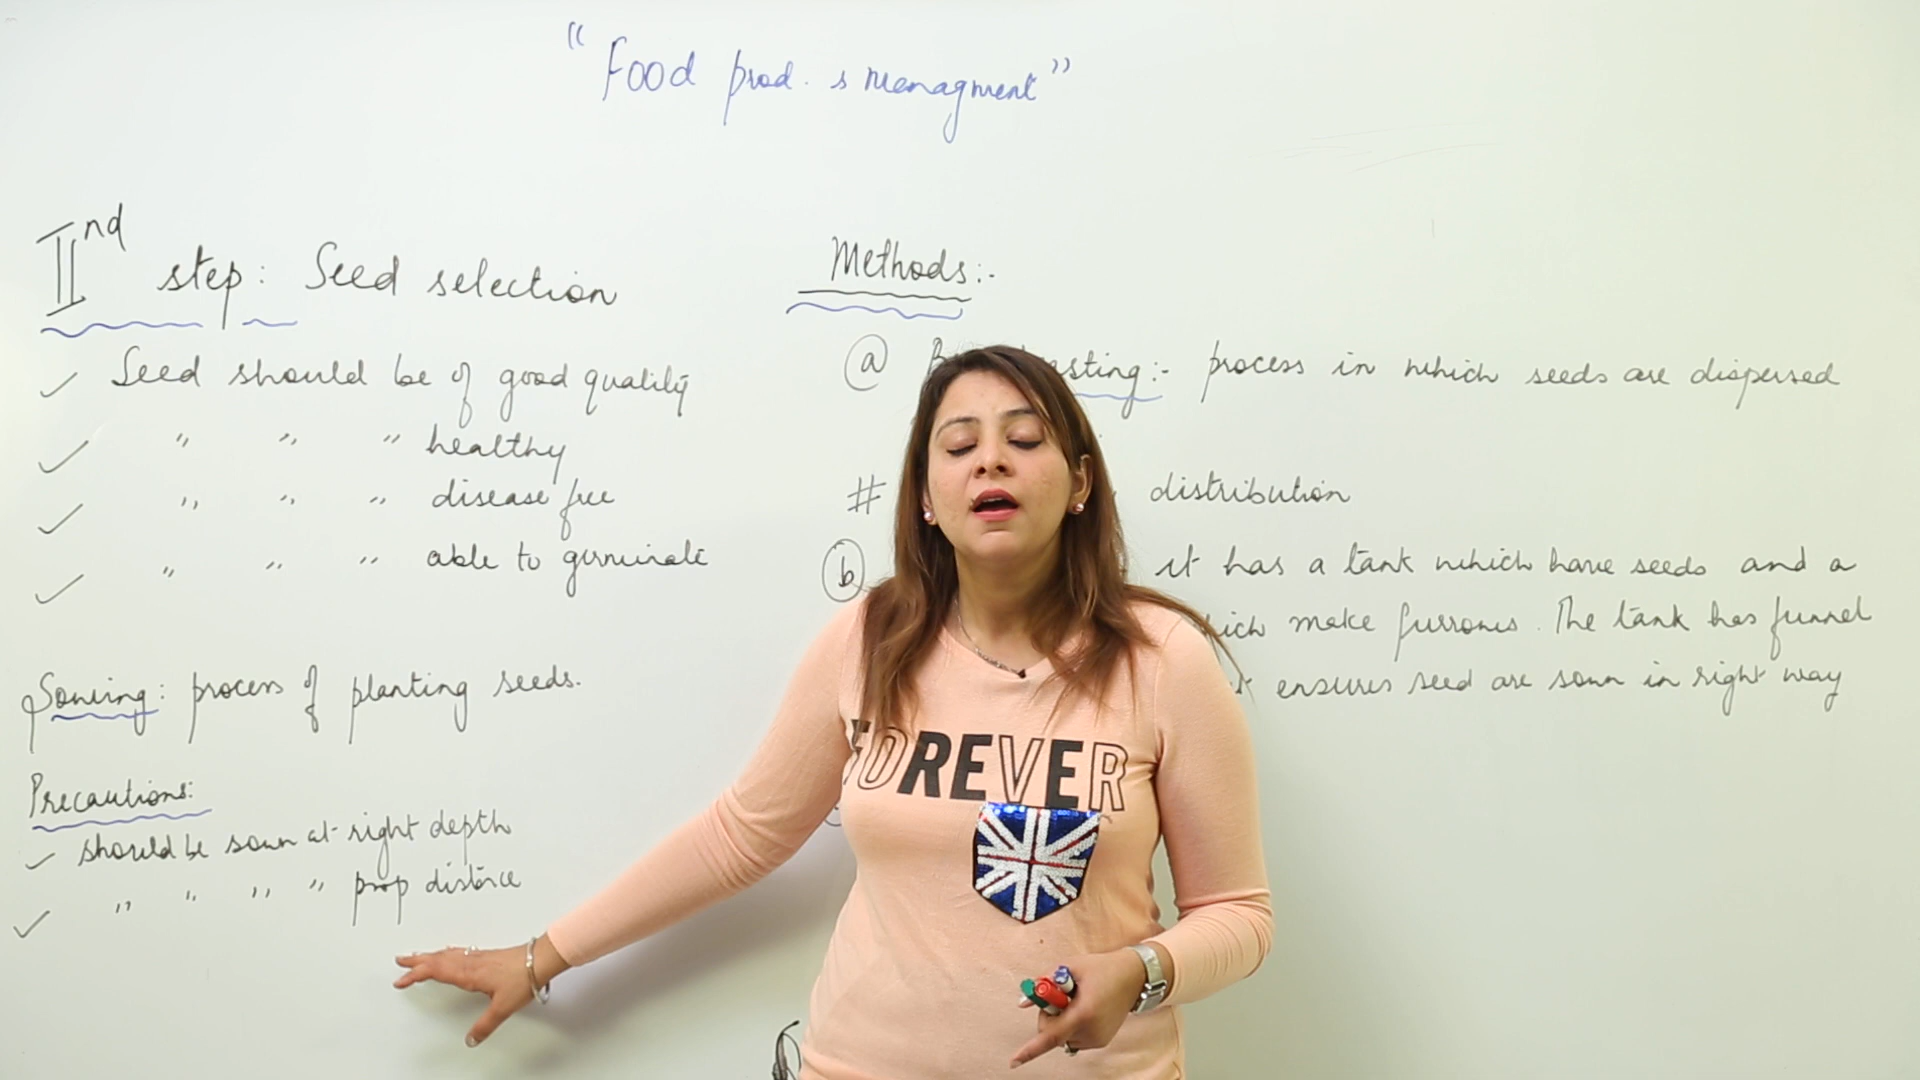 "Food prod. s managment"
IInd step: Seed selection
✓ Seed should be of good quality
✓ " " " healthy
✓ " " " disease free
✓ " " " able to germinate
Sowing: process of planting seeds.
Precautions:
✓ should be sown at right depth
✓ " " " " prop distance
Methods:-
(a) asting:- process in which seeds are dispersed
# distribution
(b) it has a tank which have seeds and a
ich make furrows. The tank has funnel
ensures seed are sown in right way
FOREVER